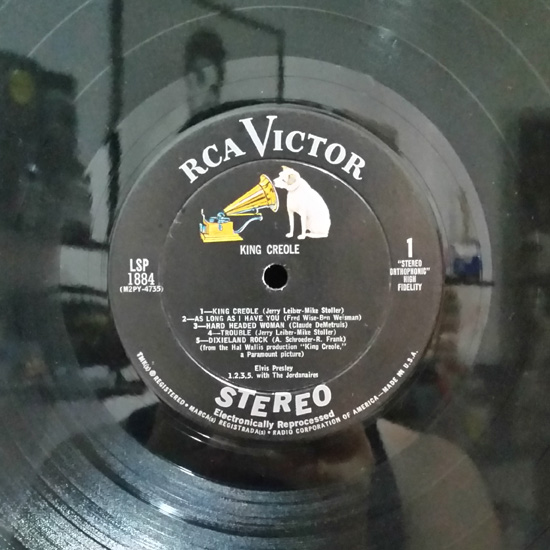 RCA VICTOR
KING CREOLE
LSP
1884
(M2PY-4735)
1
"STEREO
ORTHOPHONIC"
HIGH
FIDELITY
1—KING CREOLE (Jerry Leiber-Mike Stoller)
2—AS LONG AS I HAVE YOU (Fred Wise-Ben Weisman)
3—HARD HEADED WOMAN (Claude DeMetruis)
4—TROUBLE (Jerry Leiber-Mike Stoller)
5—DIXIELAND ROCK (A. Schroeder-R. Frank)
(from the Hal Wallis production "King Creole,"
a Paramount picture)
Elvis Presley
1,2,3,5, with The Jordanaires
STEREO
Electronically Reprocessed
TMK(s) ® REGISTERED • MARCA(s) REGISTRADA(s) • RADIO CORPORATION OF AMERICA—MADE IN U.S.A.